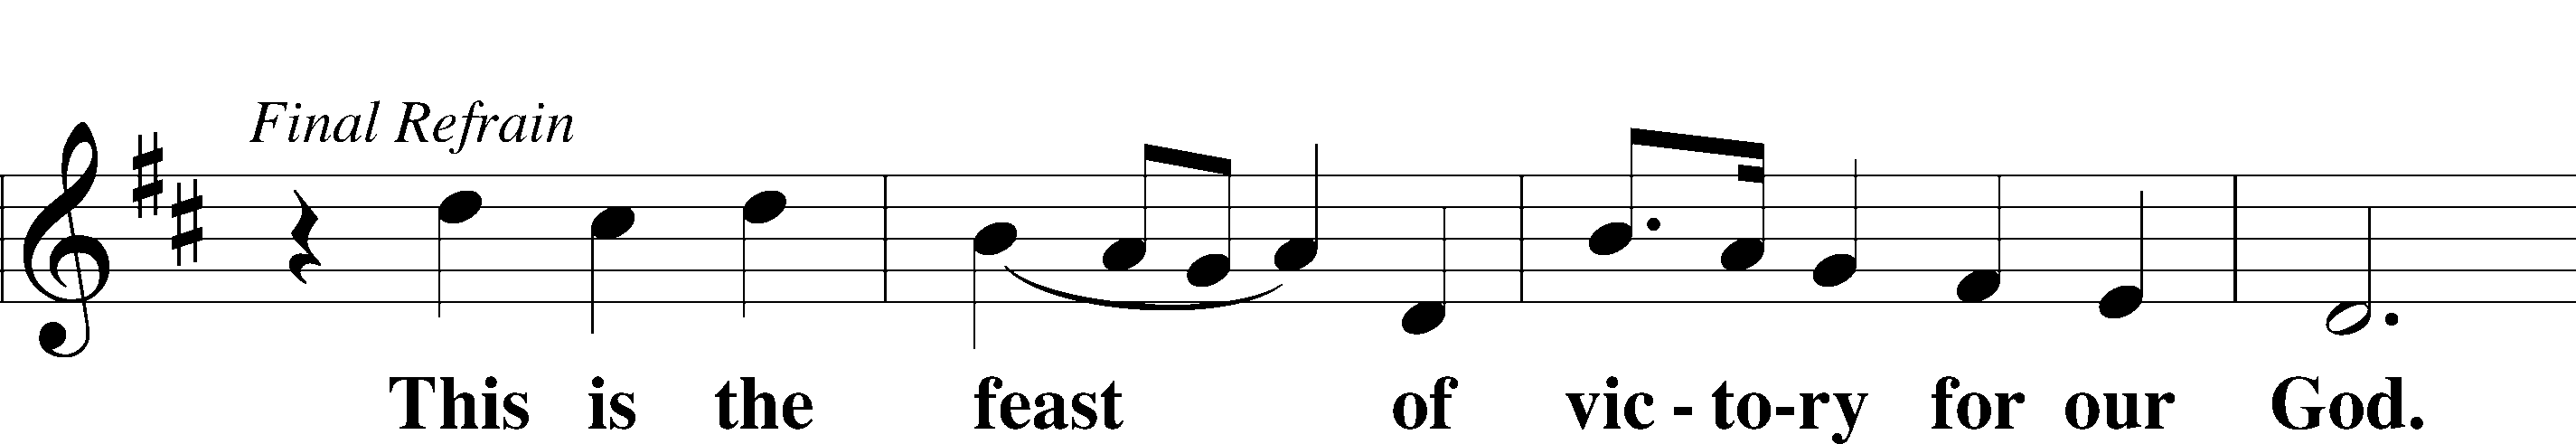 Final Refrain
This is the feast of vic - to-ry for our God.